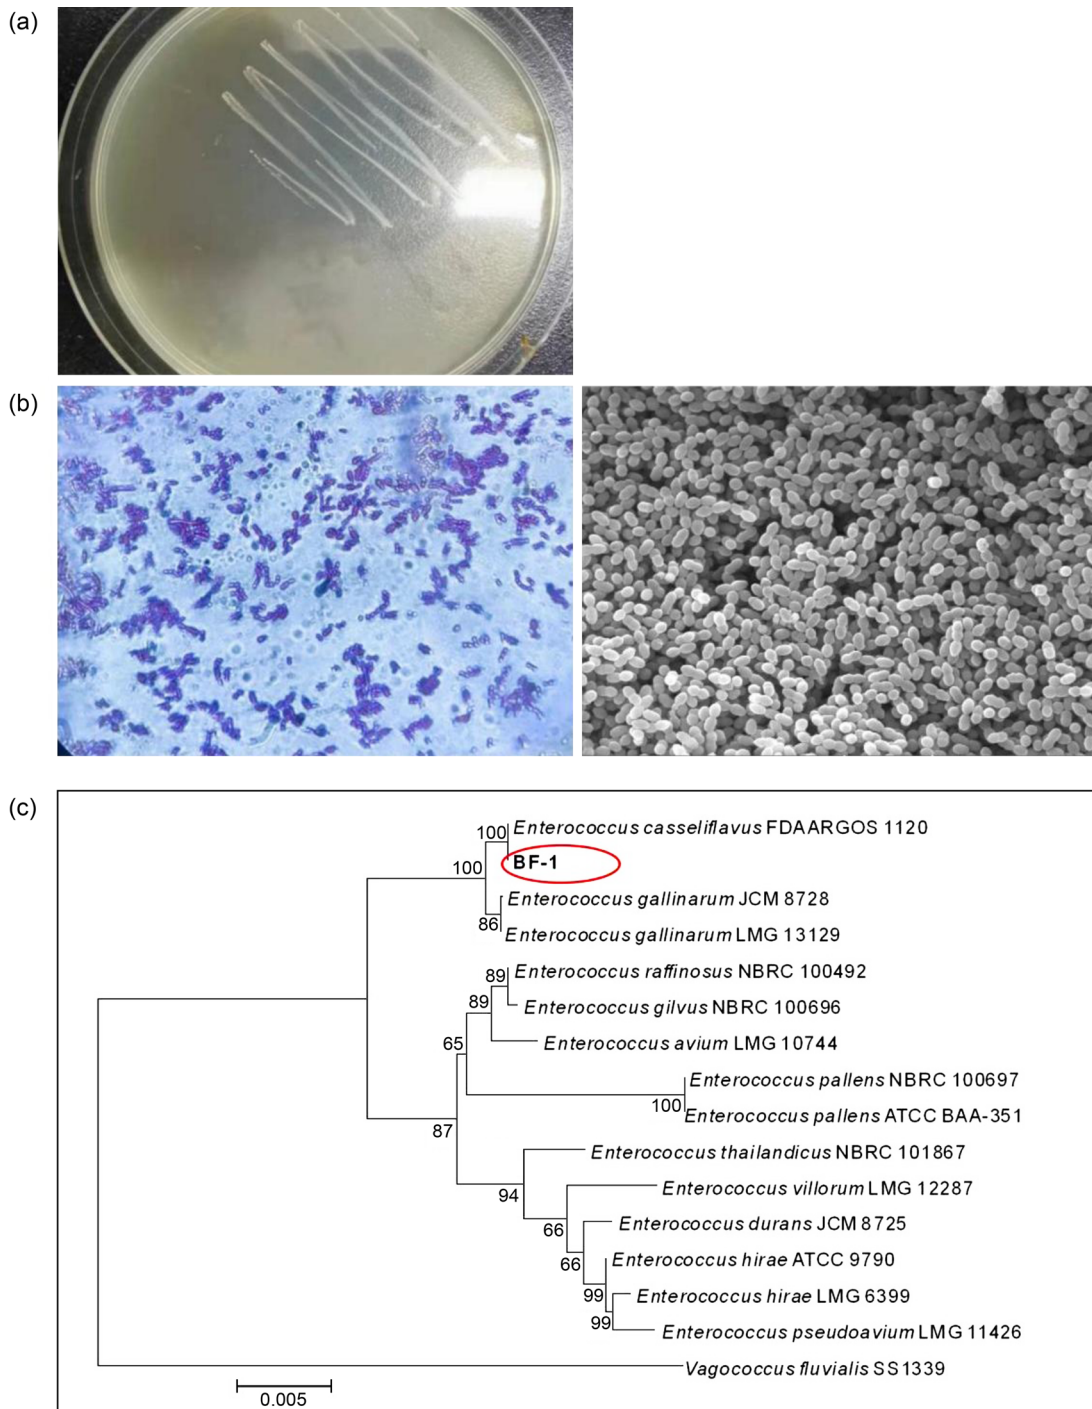 (a)
(b)
(c)
100
Enterococcus casseliflavus FDAARGOS 1120
BF-1
100
Enterococcus gallinarum JCM 8728
86
Enterococcus gallinarum LMG 13129
89
Enterococcus raffinosus NBRC 100492
89
Enterococcus gilvus NBRC 100696
65
Enterococcus avium LMG 10744
Enterococcus pallens NBRC 100697
100
Enterococcus pallens ATCC BAA-351
87
Enterococcus thailandicus NBRC 101867
94
Enterococcus villorum LMG 12287
66
Enterococcus durans JCM 8725
66
Enterococcus hirae ATCC 9790
99
Enterococcus hirae LMG 6399
99
Enterococcus pseudoavium LMG 11426
Vagococcus fluvialis SS1339
0.005